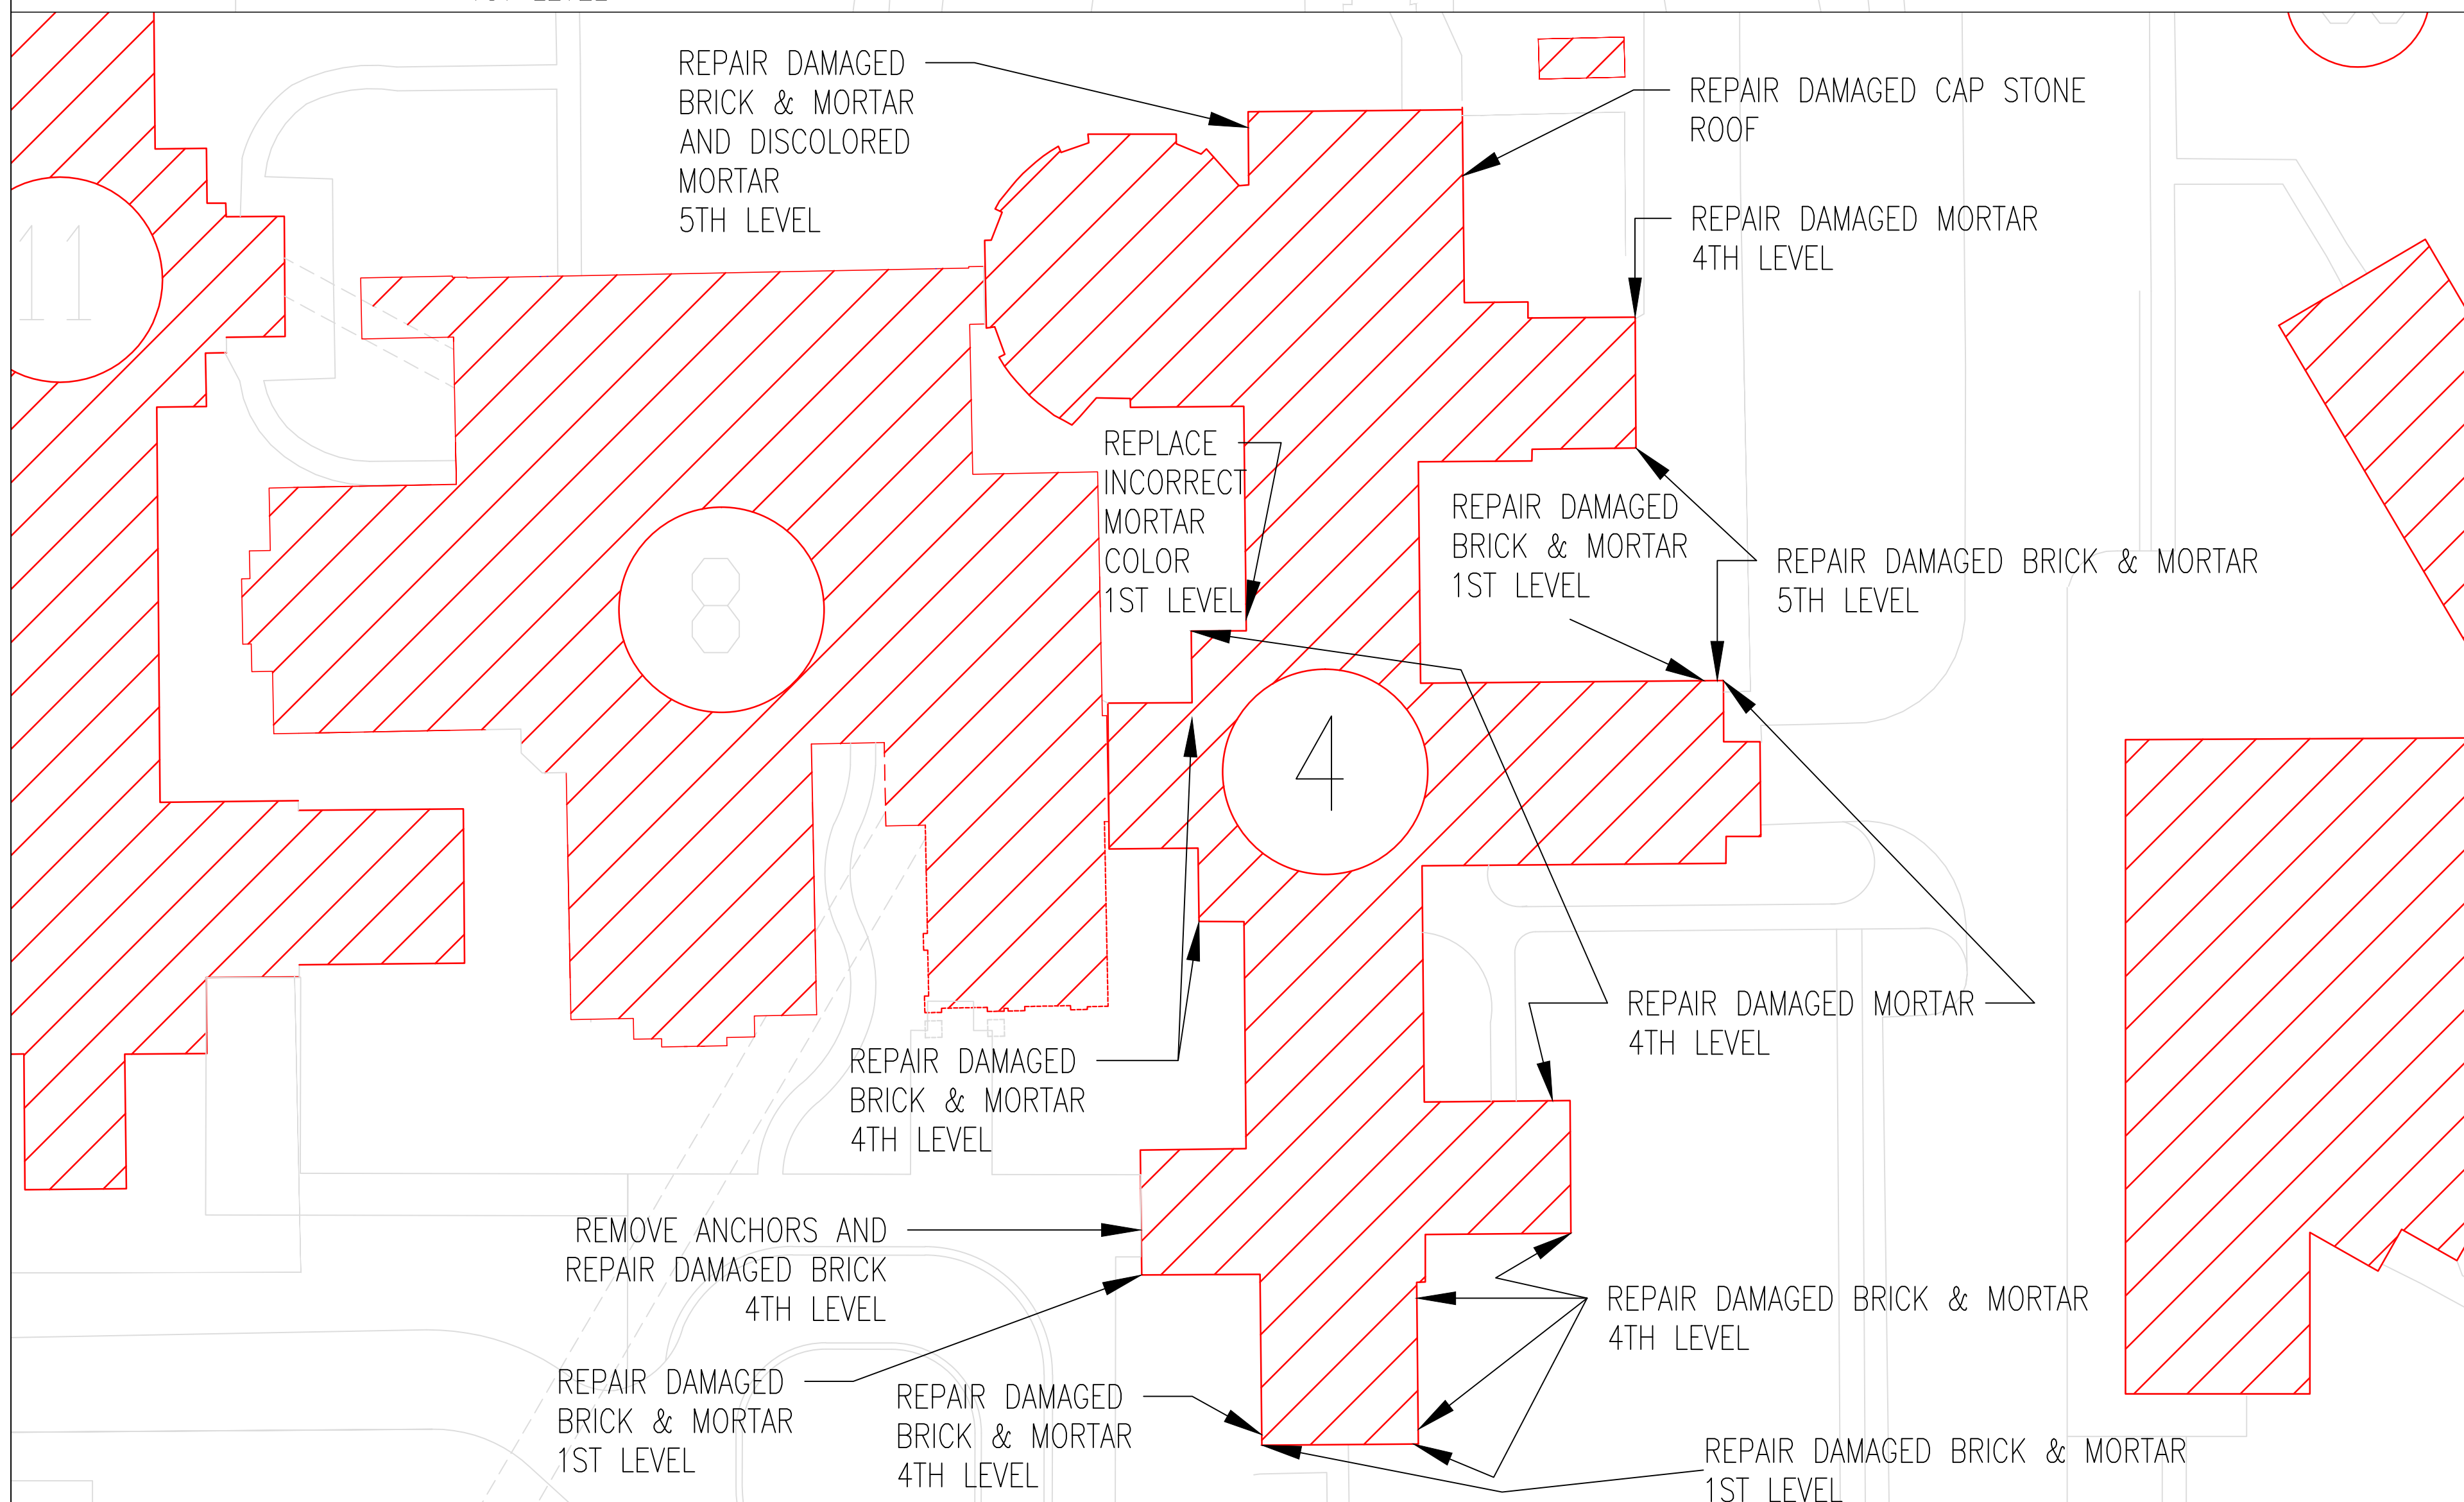 REPAIR DAMAGED
BRICK & MORTAR
AND DISCOLORED
MORTAR
5TH LEVEL
REPAIR DAMAGED CAP STONE
ROOF
REPAIR DAMAGED MORTAR
4TH LEVEL
11
REPLACE
INCORRECT
MORTAR
COLOR
1ST LEVEL
REPAIR DAMAGED
BRICK & MORTAR
1ST LEVEL
REPAIR DAMAGED BRICK & MORTAR
5TH LEVEL
8
4
REPAIR DAMAGED MORTAR
4TH LEVEL
REPAIR DAMAGED
BRICK & MORTAR
4TH LEVEL
REMOVE ANCHORS AND
REPAIR DAMAGED BRICK
4TH LEVEL
REPAIR DAMAGED BRICK & MORTAR
4TH LEVEL
REPAIR DAMAGED
BRICK & MORTAR
1ST LEVEL
REPAIR DAMAGED
BRICK & MORTAR
4TH LEVEL
REPAIR DAMAGED BRICK & MORTAR
1ST LEVEL